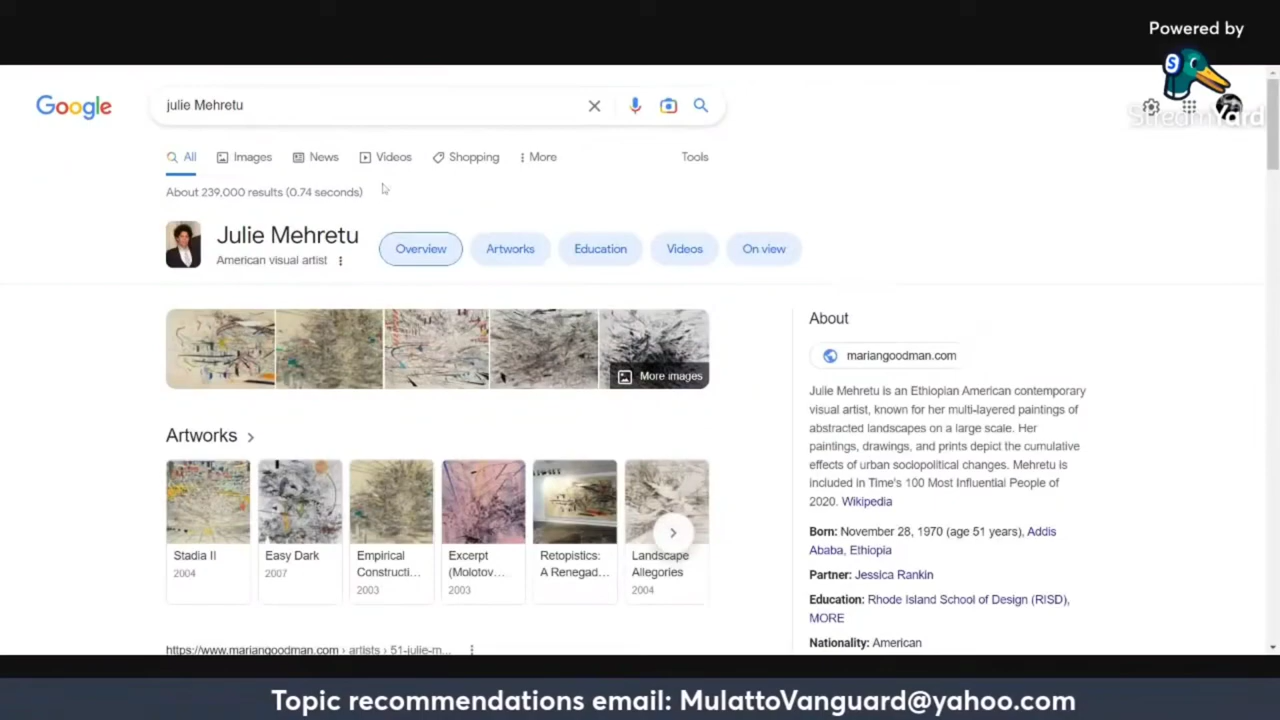 Powered by
S
StreamYard
Google
julie Mehretu
All
Images
News
Videos
Shopping
More
Tools
About 239,000 results (0.74 seconds)
Julie Mehretu
American visual artist
Overview
Artworks
Education
Videos
On view
More images
Artworks
Stadia II
2004
Easy Dark
2007
Empirical
Constructi...
2003
Excerpt
(Molotov...
2003
Retopistics:
A Renegad...
Landscape
Allegories
2004
https://www.mariangoodman.com › artists › 51-julie-m...
About
mariangoodman.com
Julie Mehretu is an Ethiopian American contemporary
visual artist, known for her multi-layered paintings of
abstracted landscapes on a large scale. Her
paintings, drawings, and prints depict the cumulative
effects of urban sociopolitical changes. Mehretu is
included in Time's 100 Most Influential People of
2020. Wikipedia
Born: November 28, 1970 (age 51 years), Addis
Ababa, Ethiopia
Partner: Jessica Rankin
Education: Rhode Island School of Design (RISD),
MORE
Nationality: American
Topic recommendations email: MulattoVanguard@yahoo.com